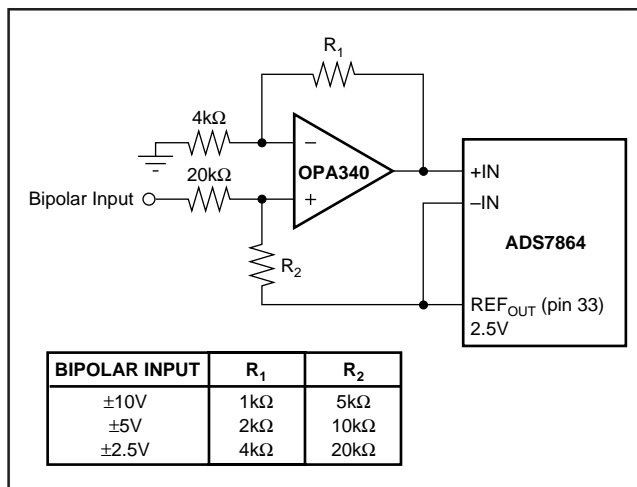 R1
4kΩ
−
OPA340
20kΩ
+
Bipolar Input
R2
+IN
−IN
ADS7864
REFOUT (pin 33)
2.5V
BIPOLAR INPUT R1 R2
±10V 1kΩ 5kΩ
±5V 2kΩ 10kΩ
±2.5V 4kΩ 20kΩ